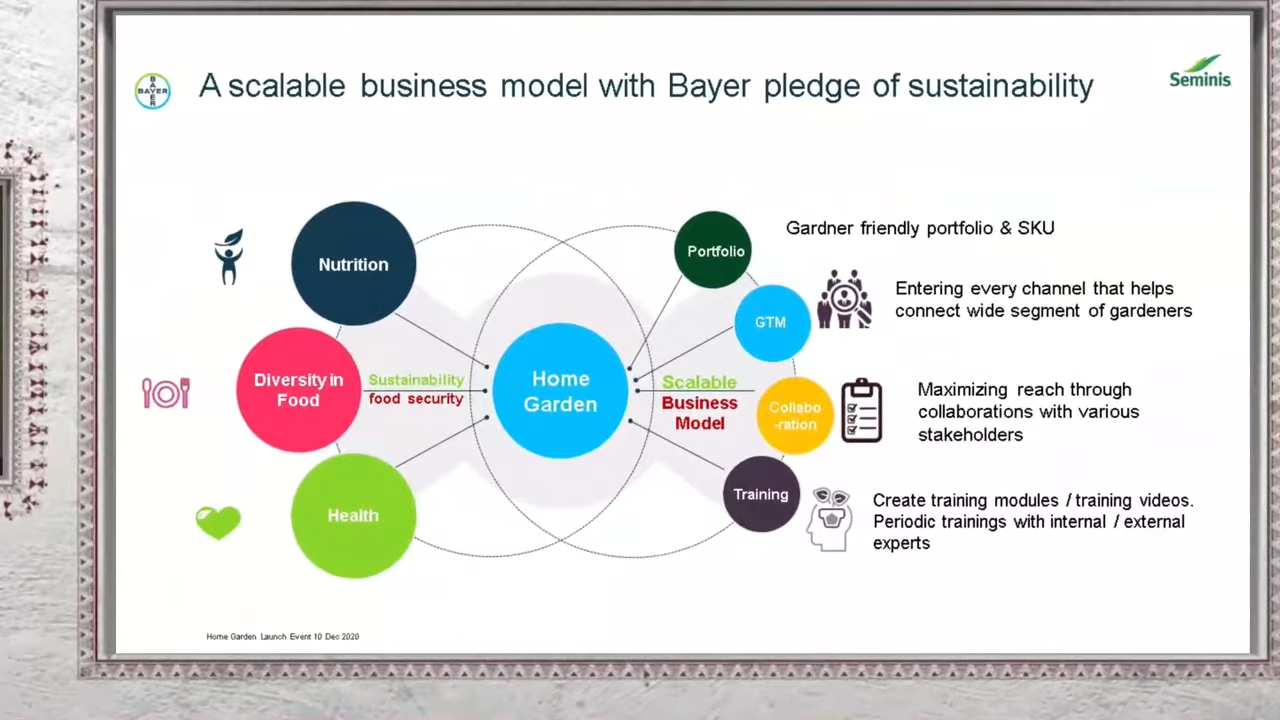 BAYER
BAYER
A scalable business model with Bayer pledge of sustainability
Seminis
Nutrition
Diversity in
Food
Health
Sustainability
food security
Home
Garden
Scalable
Business
Model
Portfolio
Gardner friendly portfolio & SKU
GTM
Entering every channel that helps
connect wide segment of gardeners
Collabo
-ration
Maximizing reach through
collaborations with various
stakeholders
Training
Create training modules / training videos.
Periodic trainings with internal / external
experts
Home Garden Launch Event 10 Dec 2020